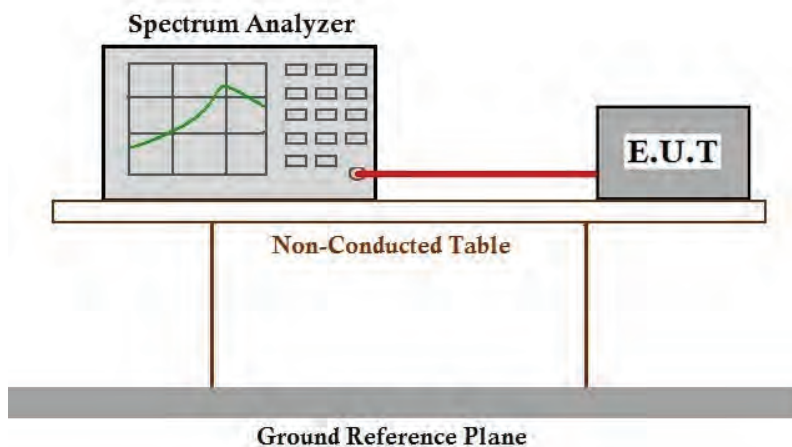 Spectrum Analyzer
E.U.T
Non-Conducted Table
Ground Reference Plane